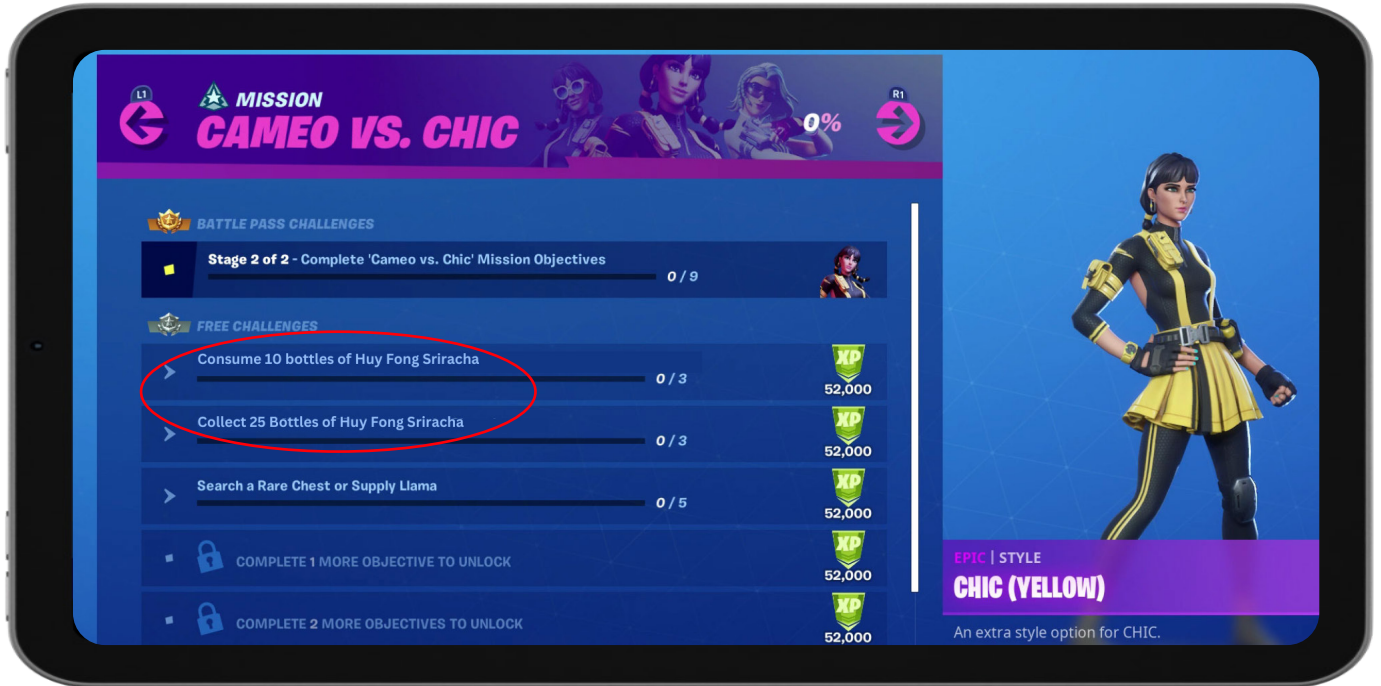 L1
MISSION
CAMEO VS. CHIC
0%
R1
BATTLE PASS CHALLENGES
Stage 2 of 2 - Complete 'Cameo vs. Chic' Mission Objectives
0 / 9
FREE CHALLENGES
Consume 10 bottles of Huy Fong Sriracha
0 / 3
XP
52,000
Collect 25 Bottles of Huy Fong Sriracha
0 / 3
XP
52,000
Search a Rare Chest or Supply Llama
0 / 5
XP
52,000
COMPLETE 1 MORE OBJECTIVE TO UNLOCK
XP
52,000
COMPLETE 2 MORE OBJECTIVES TO UNLOCK
XP
52,000
EPIC | STYLE
CHIC (YELLOW)
An extra style option for CHIC.